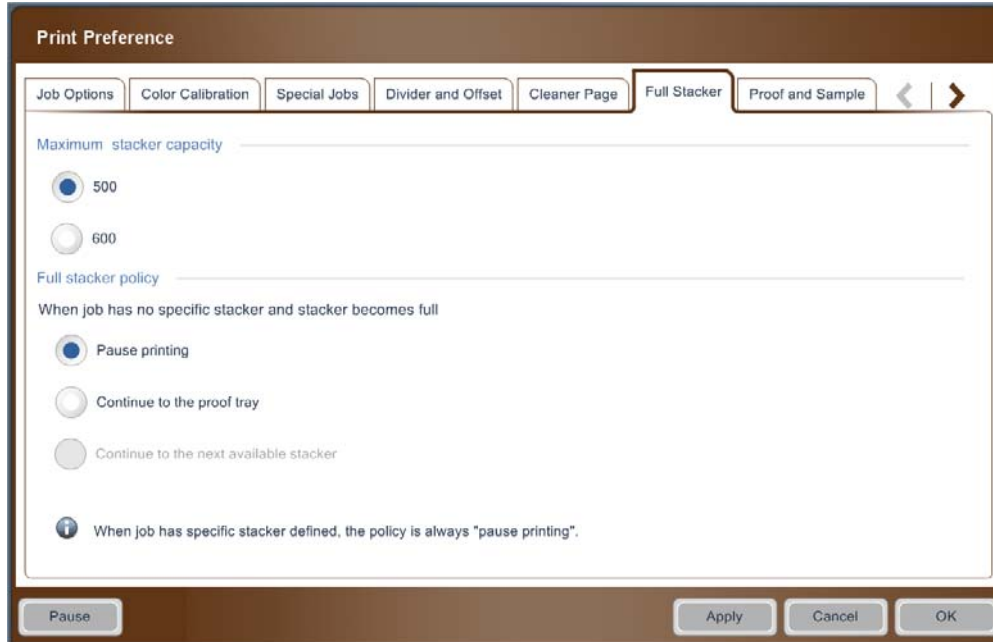 Print Preference
Job Options Color Calibration Special Jobs Divider and Offset Cleaner Page Full Stacker Proof and Sample
Maximum stacker capacity
500
600
Full stacker policy
When job has no specific stacker and stacker becomes full
Pause printing
Continue to the proof tray
Continue to the next available stacker
When job has specific stacker defined, the policy is always "pause printing".
Pause Apply Cancel OK